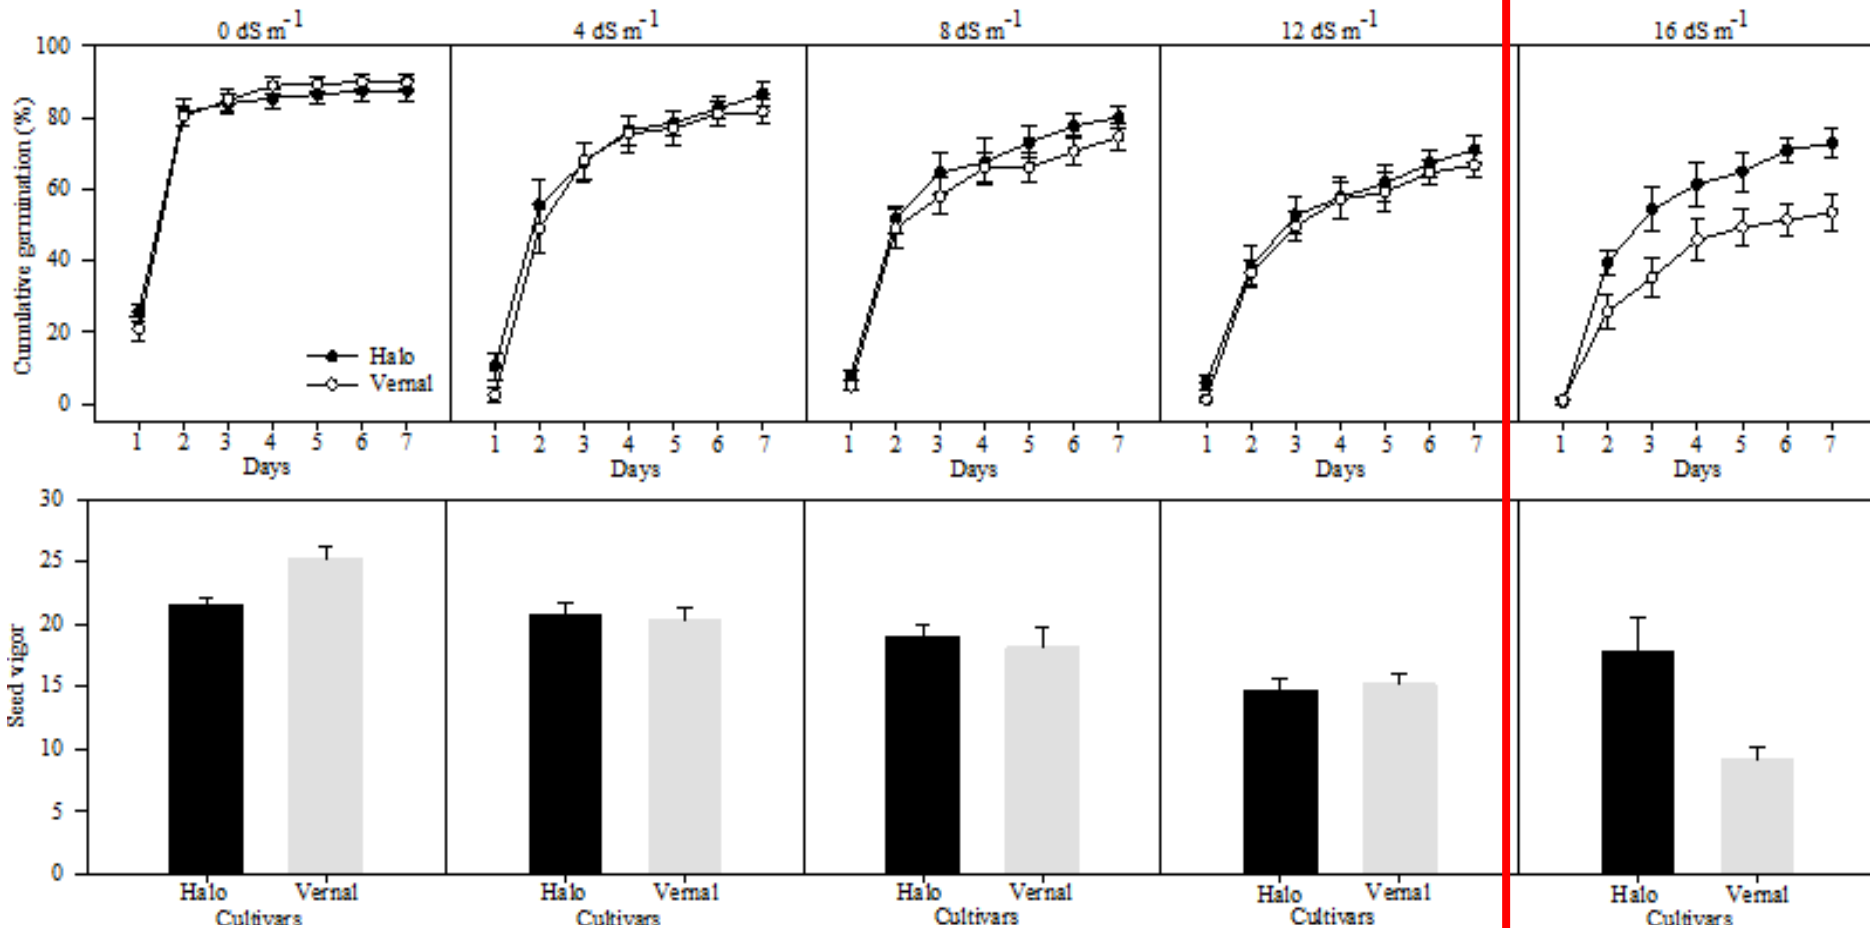 0 dS m-1 4 dS m-1 8 dS m-1 12 dS m-1 16 dS m-1
Cumulative germination (%)
100
80
60
40
20
0
Halo
Vernal
1 2 3 4 5 6 7 1 2 3 4 5 6 7 1 2 3 4 5 6 7 1 2 3 4 5 6 7 1 2 3 4 5 6 7
Days Days Days Days Days
Seed vigor
30
25
20
15
10
5
0
Halo Vernal Halo Vernal Halo Vernal Halo Vernal Halo Vernal
Cultivars Cultivars Cultivars Cultivars Cultivars